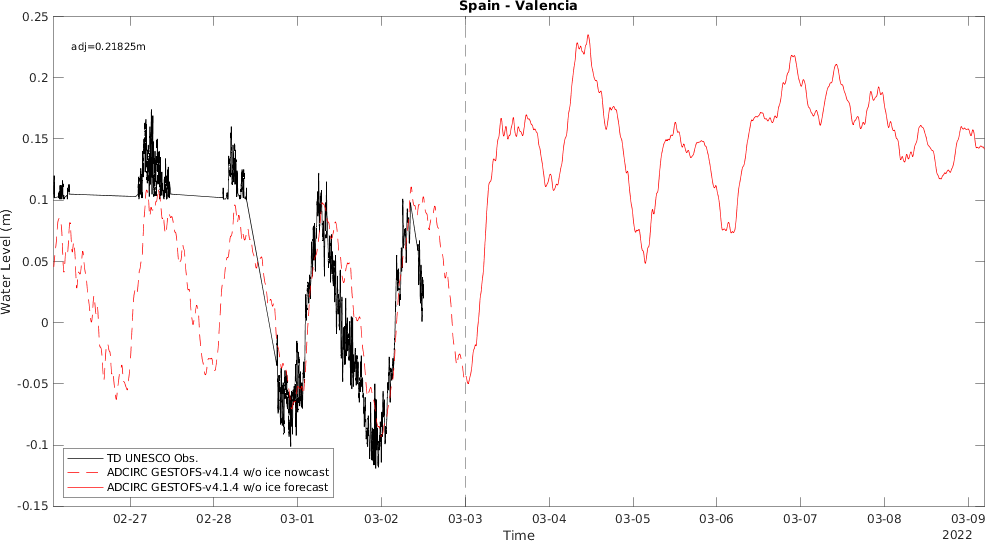 Spain - Valencia
adj=0.21825m
0.25
0.2
0.15
0.1
0.05
0
-0.05
-0.1
-0.15
Water Level (m)
TD UNESCO Obs.
ADCIRC GESTOFS-v4.1.4 w/o ice nowcast
ADCIRC GESTOFS-v4.1.4 w/o ice forecast
02-27 02-28 03-01 03-02 03-03 03-04 03-05 03-06 03-07 03-08 03-09
Time
2022